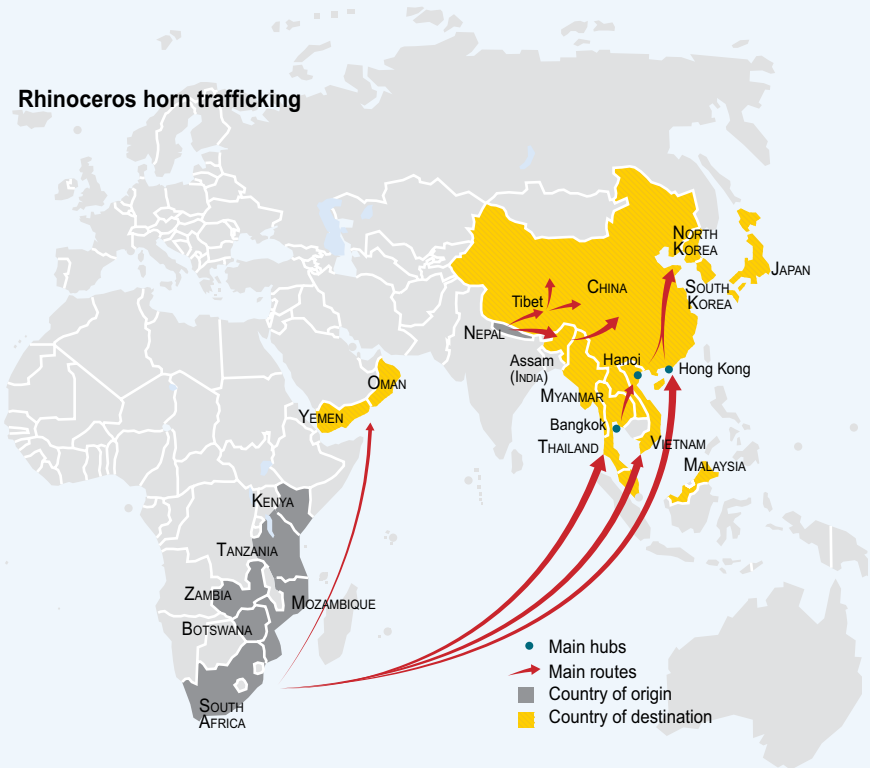 Rhinoceros horn trafficking
NORTH
KOREA
JAPAN
CHINA
SOUTH
KOREA
Tibet
NEPAL
Assam
(INDIA)
Hanoi
Hong Kong
OMAN
MYANMAR
YEMEN
Bangkok
THAILAND
VIETNAM
MALAYSIA
KENYA
TANZANIA
ZAMBIA
MOZAMBIQUE
BOTSWANA
SOUTH
AFRICA
Main hubs
Main routes
Country of origin
Country of destination